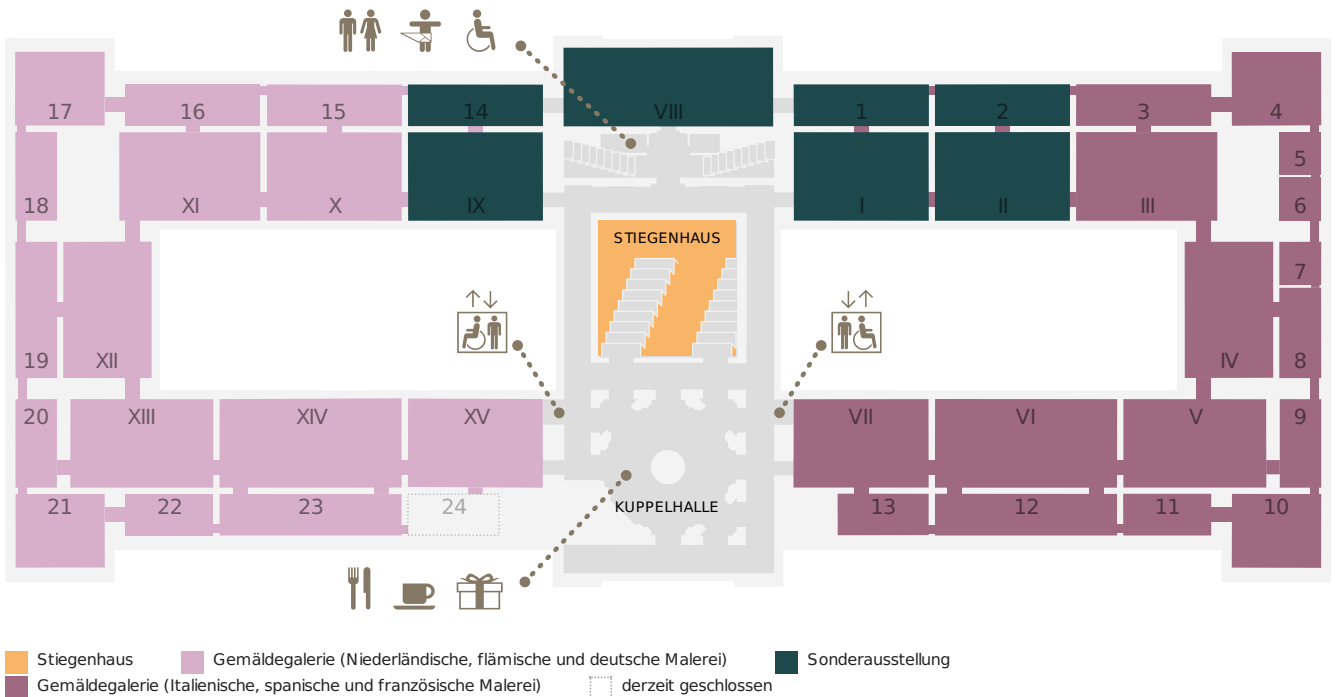 17 16 15 14 VIII 1 2 3 4
5
18 XI X IX I II III 6
STIEGENHAUS
7
19 XII IV 8
20 XIII XIV XV VII VI V 9
21 22 23 24 KUPPELHALLE 13 12 11 10
Stiegenhaus Gemäldegalerie (Niederländische, flämische und deutsche Malerei) Sonderausstellung
Gemäldegalerie (Italienische, spanische und französische Malerei) derzeit geschlossen